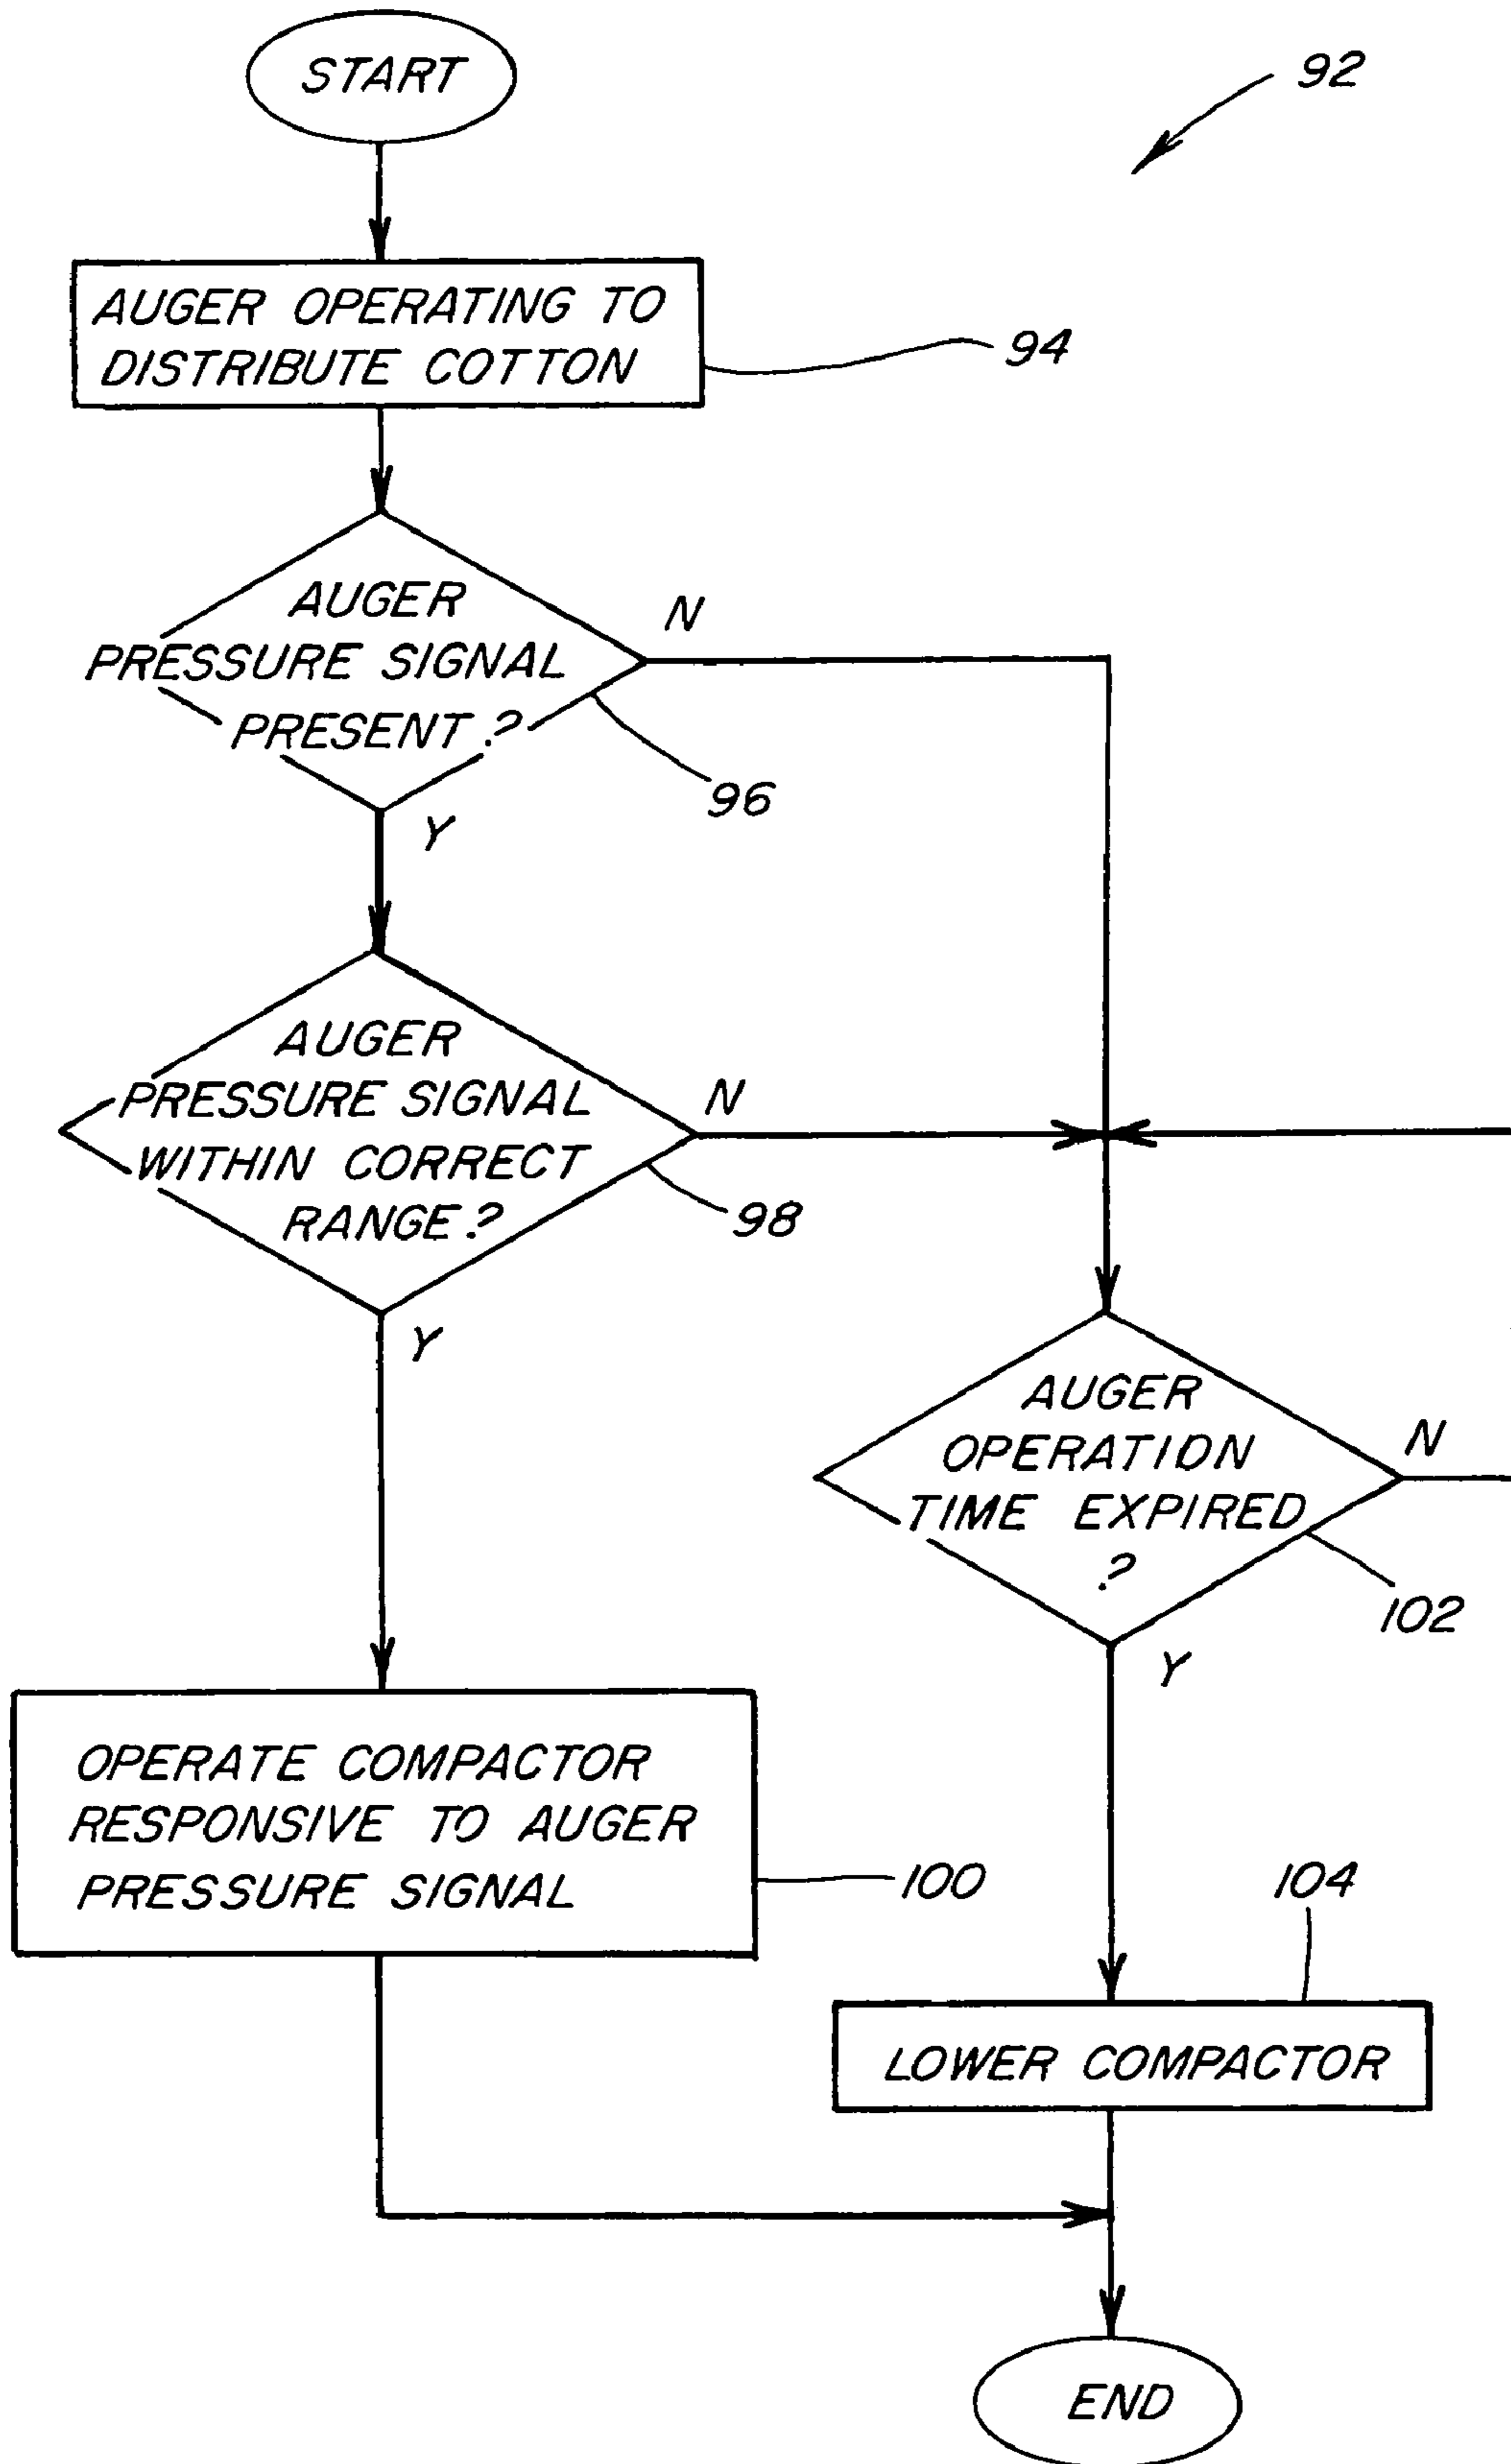 START
92
AUGER OPERATING TO
DISTRIBUTE COTTON
94
AUGER
PRESSURE SIGNAL
PRESENT?
N
96
Y
AUGER
PRESSURE SIGNAL
WITHIN CORRECT
RANGE?
N
98
Y
AUGER
OPERATION
TIME EXPIRED
?
N
102
Y
OPERATE COMPACTOR
RESPONSIVE TO AUGER
PRESSURE SIGNAL
100
104
LOWER COMPACTOR
END